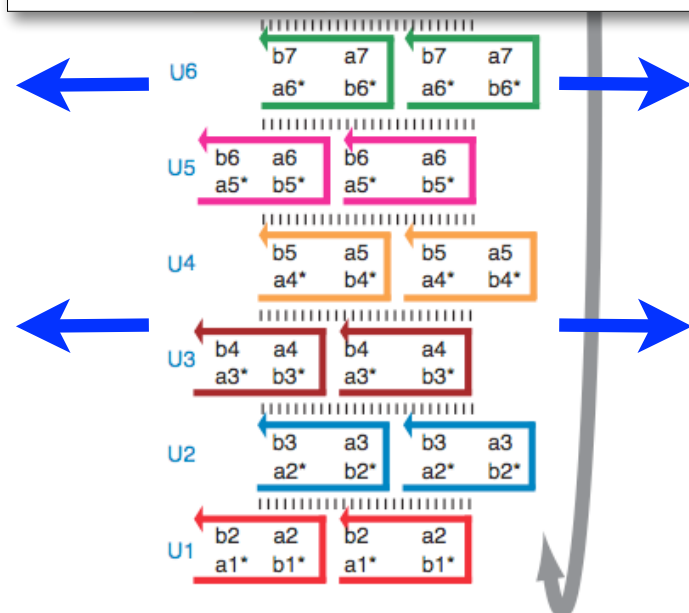 b7 a7 b7 a7
U6
a6* b6* a6* b6*
b6 a6 b6 a6
U5
a5* b5* a5* b5*
b5 a5 b5 a5
U4
a4* b4* a4* b4*
b4 a4 b4 a4
U3
a3* b3* a3* b3*
b3 a3 b3 a3
U2
a2* b2* a2* b2*
b2 a2 b2 a2
U1
a1* b1* a1* b1*